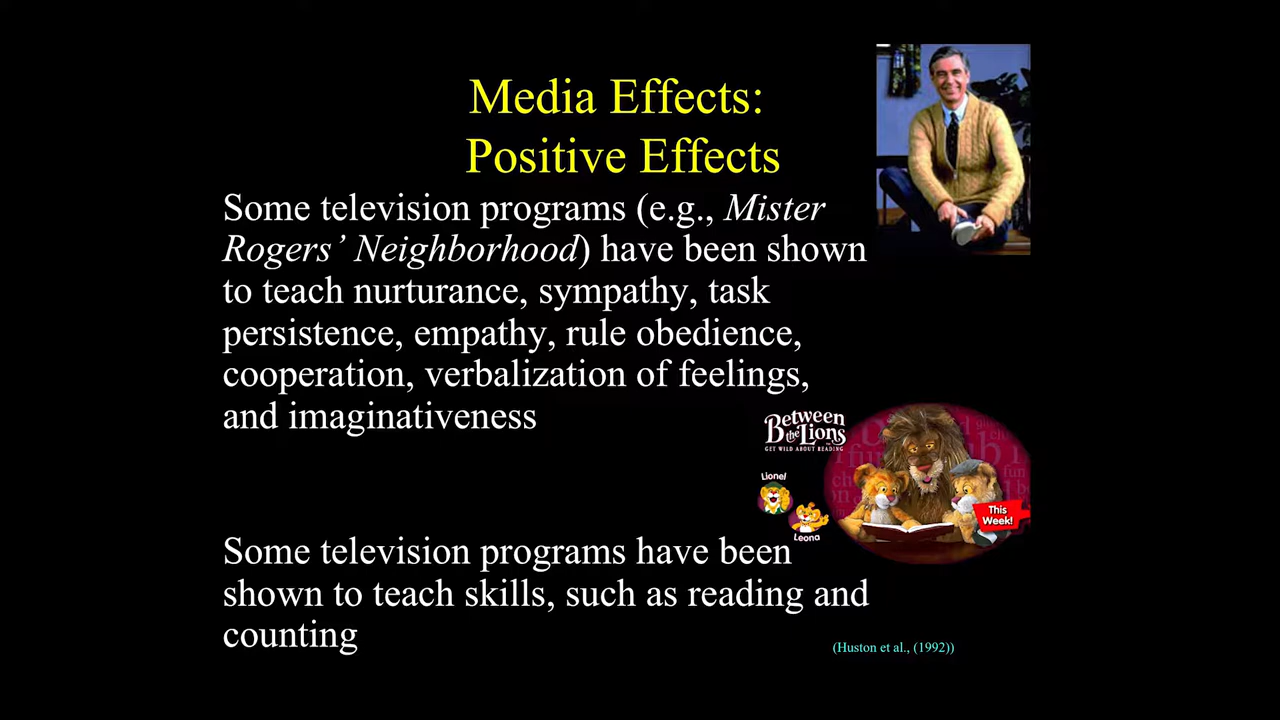 Media Effects:
Positive Effects
Some television programs (e.g., Mister
Rogers’ Neighborhood) have been shown
to teach nurturance, sympathy, task
persistence, empathy, rule obedience,
cooperation, verbalization of feelings,
and imaginativeness
Between
the Lions
GET WILD ABOUT READING
Lionel
Leona
This
Week!
Some television programs have been
shown to teach skills, such as reading and
counting
(Huston et al., (1992))